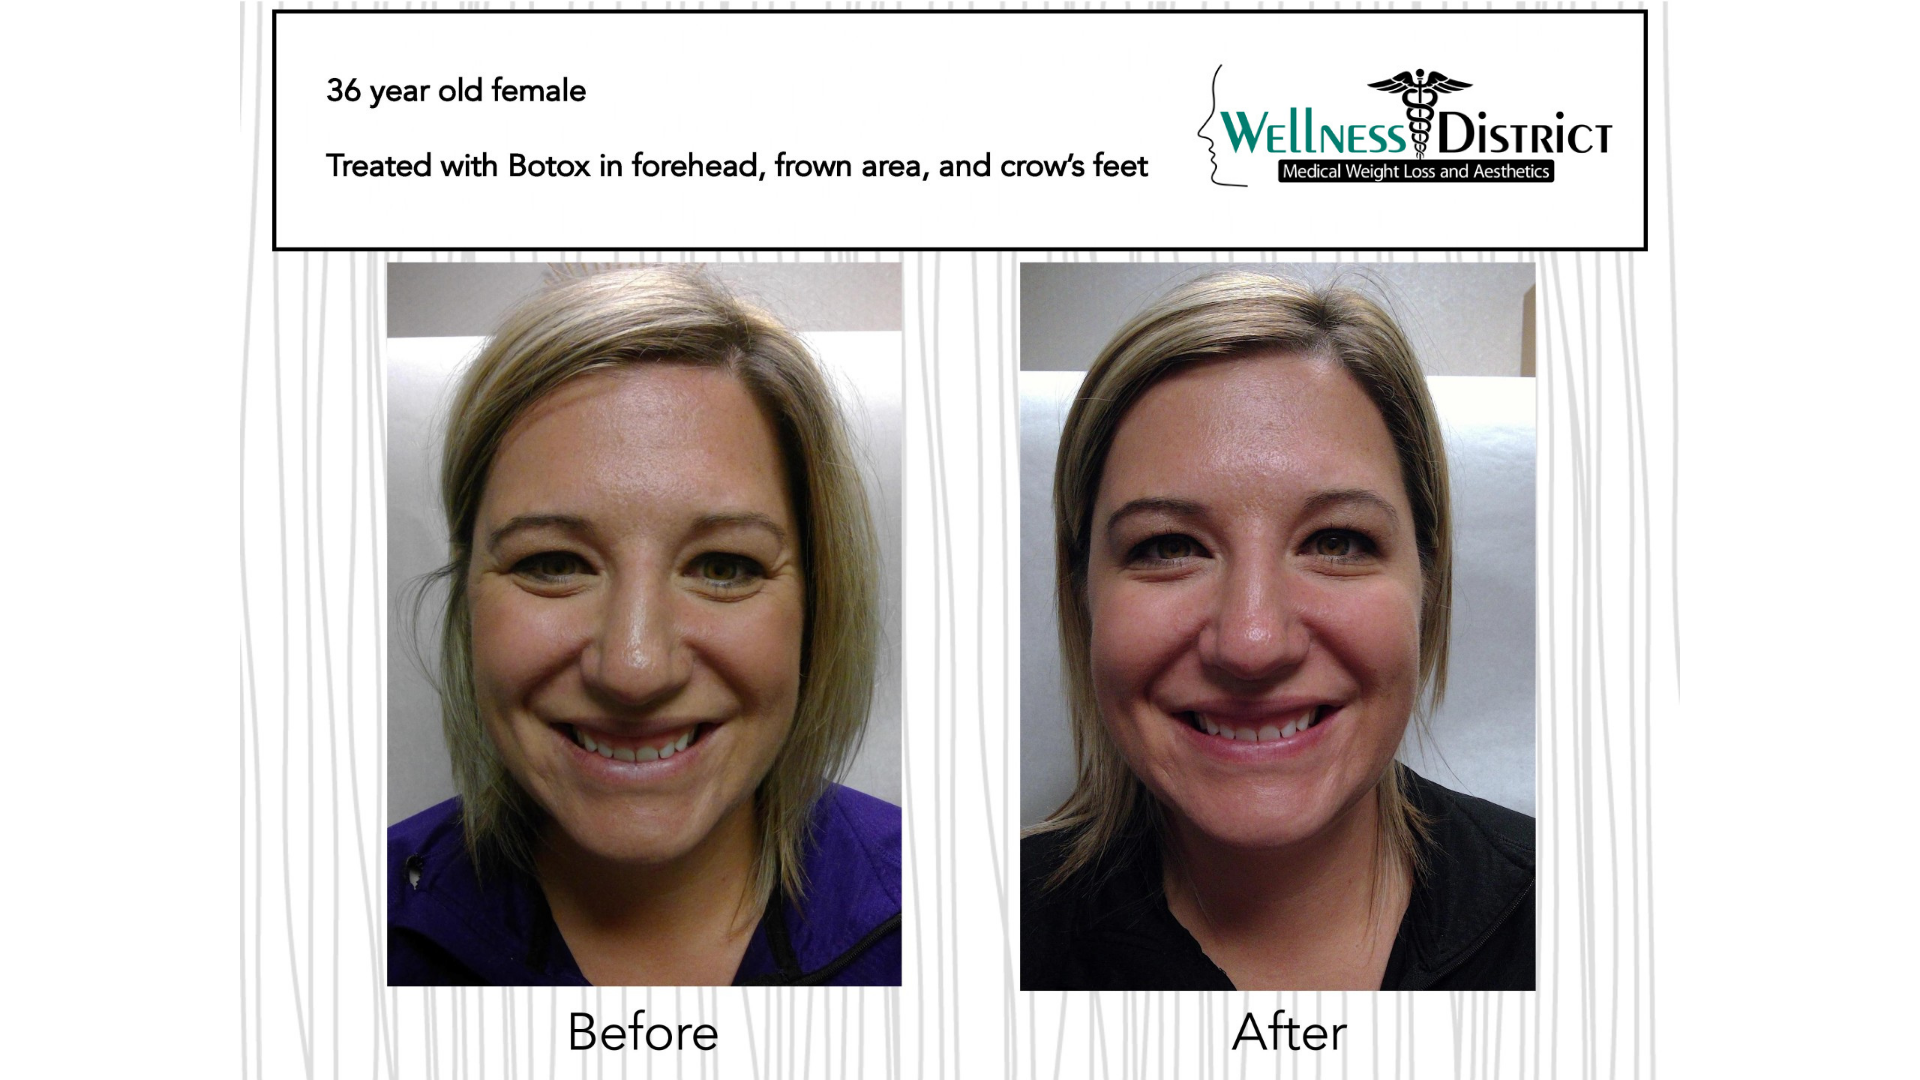 36 year old female
Treated with Botox in forehead, frown area, and crow's feet
Wellness District
Medical Weight Loss and Aesthetics
Before
After